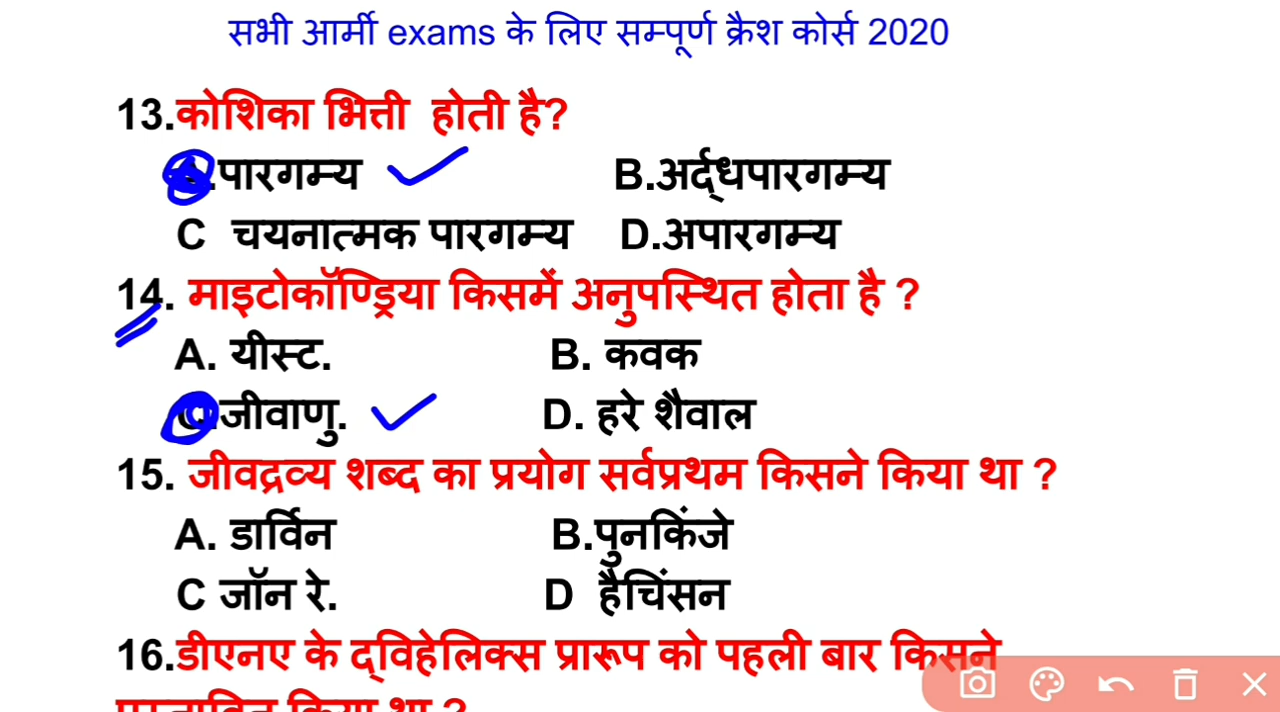 सभी आर्मी exams के लिए सम्पूर्ण क्रैश कोर्स 2020
13.कोशिका भित्ती होती है?
A.पारगम्य B.अर्द्धपारगम्य
C चयनात्मक पारगम्य D.अपारगम्य
14. माइटोकॉण्ड्रिया किसमें अनुपस्थित होता है ?
A. यीस्ट. B. कवक
C.जीवाणु. D. हरे शैवाल
15. जीवद्रव्य शब्द का प्रयोग सर्वप्रथम किसने किया था ?
A. डार्विन B.पुनकिंजे
C जॉन रे. D हैचिंसन
16.डीएनए के द्विहेलिक्स प्रारूप को पहली बार किसने